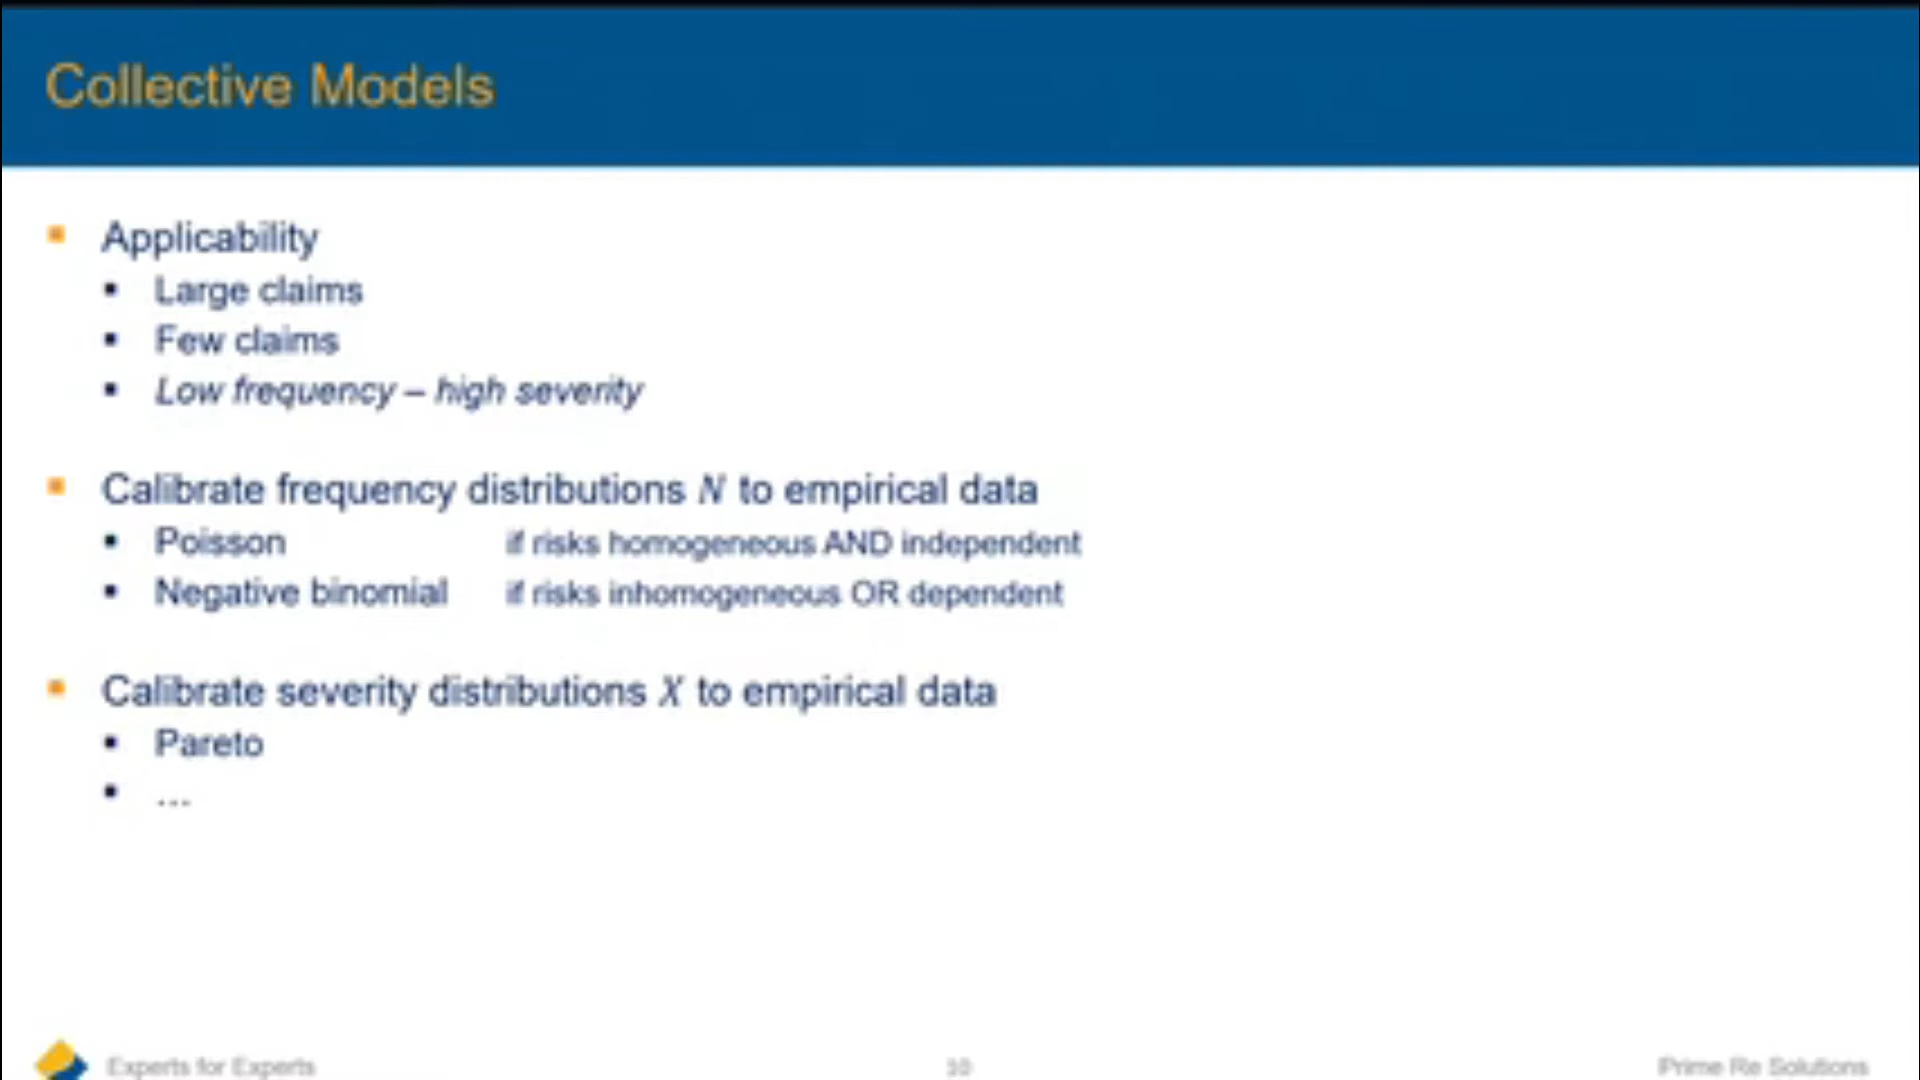 Collective Models
Applicability
Large claims
Few claims
Low frequency – high severity
Calibrate frequency distributions N to empirical data
Poisson if risks homogeneous AND independent
Negative binomial if risks inhomogeneous OR dependent
Calibrate severity distributions X to empirical data
Pareto
...
Experts for Experts 10 Prime Re Solutions